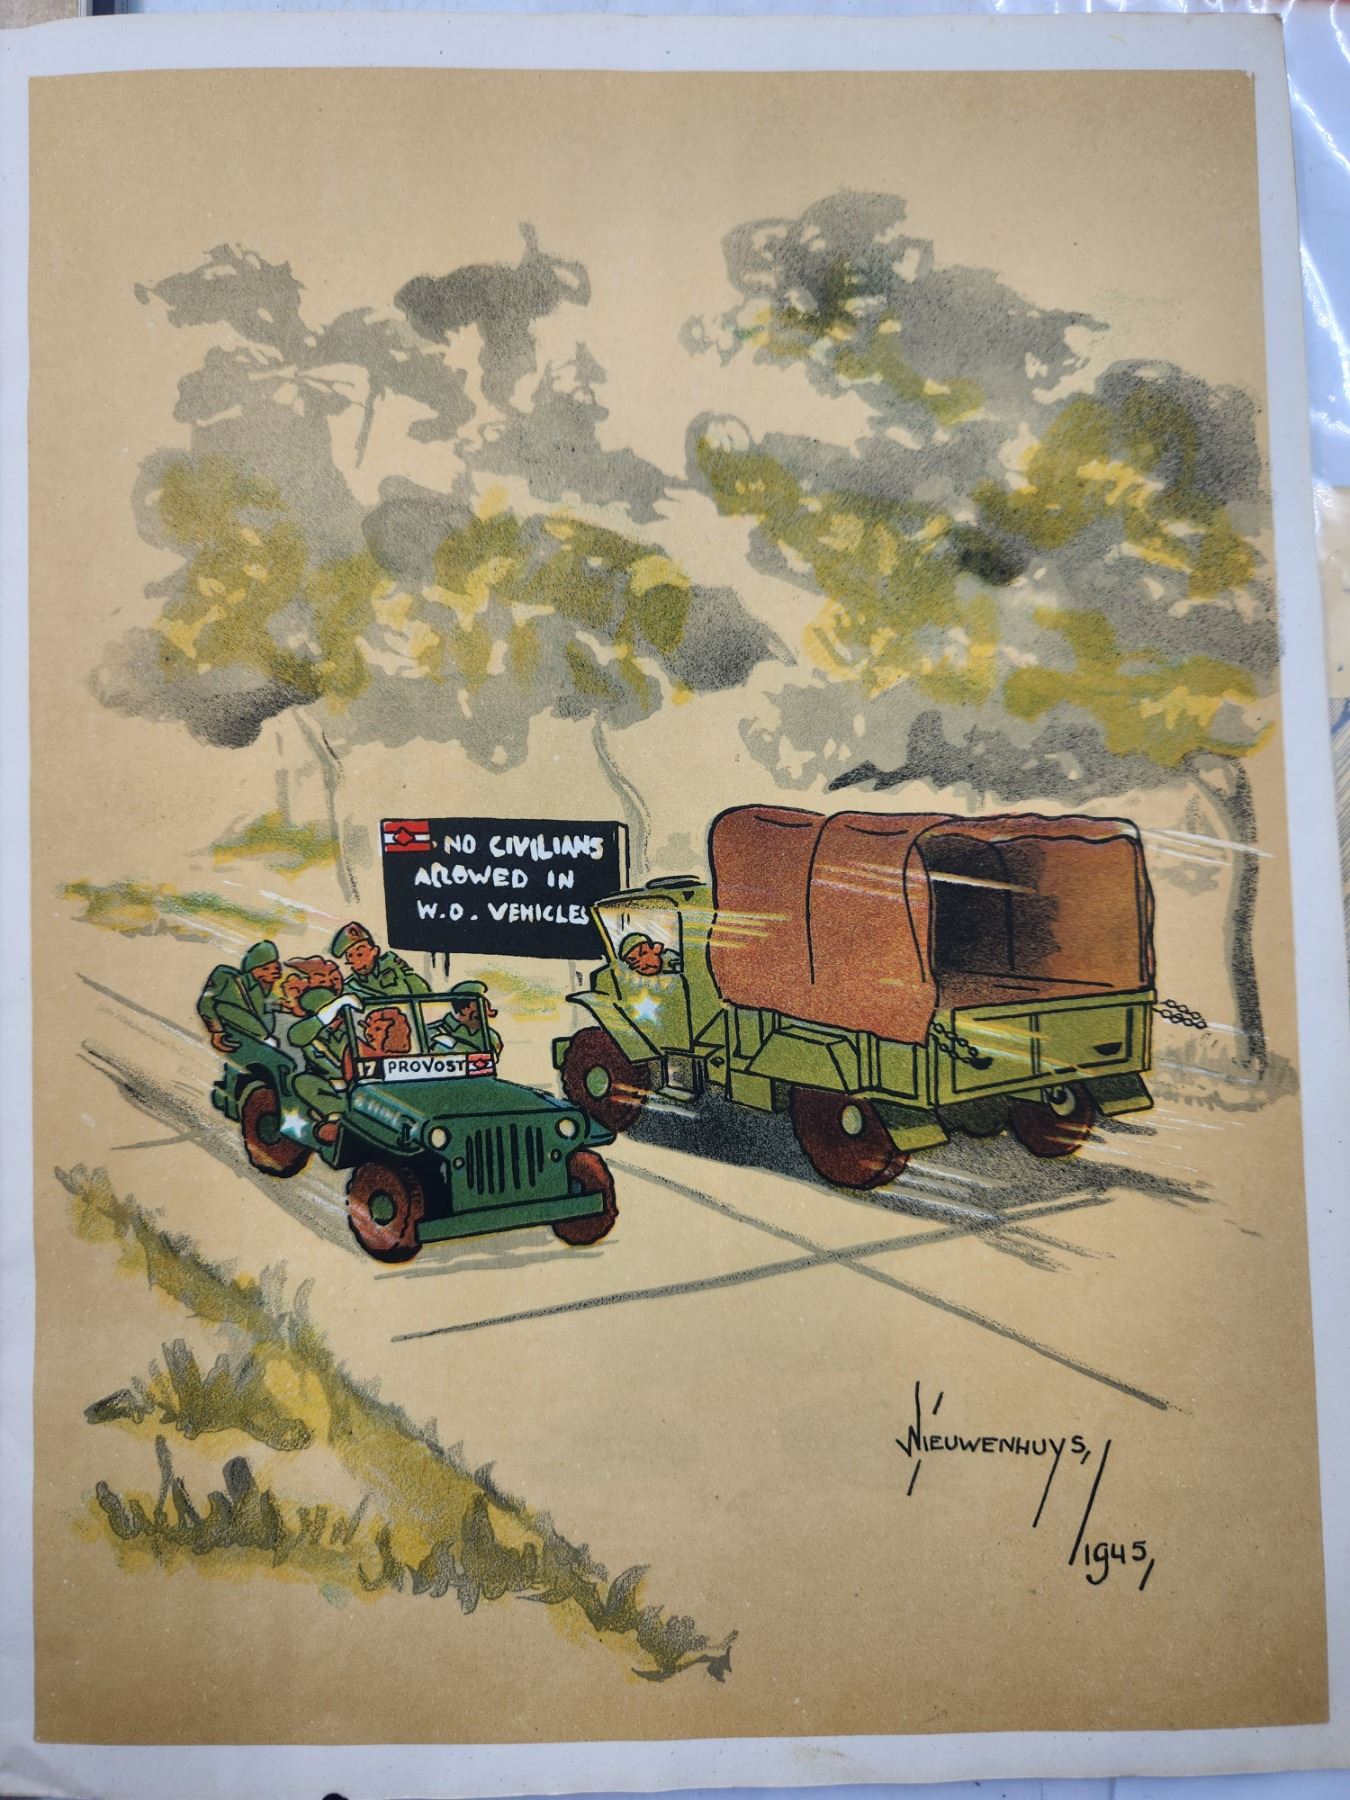 NO CIVILIANS
ALLOWED IN
W.D. VEHICLES
17 PROVOST
NIEUWENHUYS,
1945,